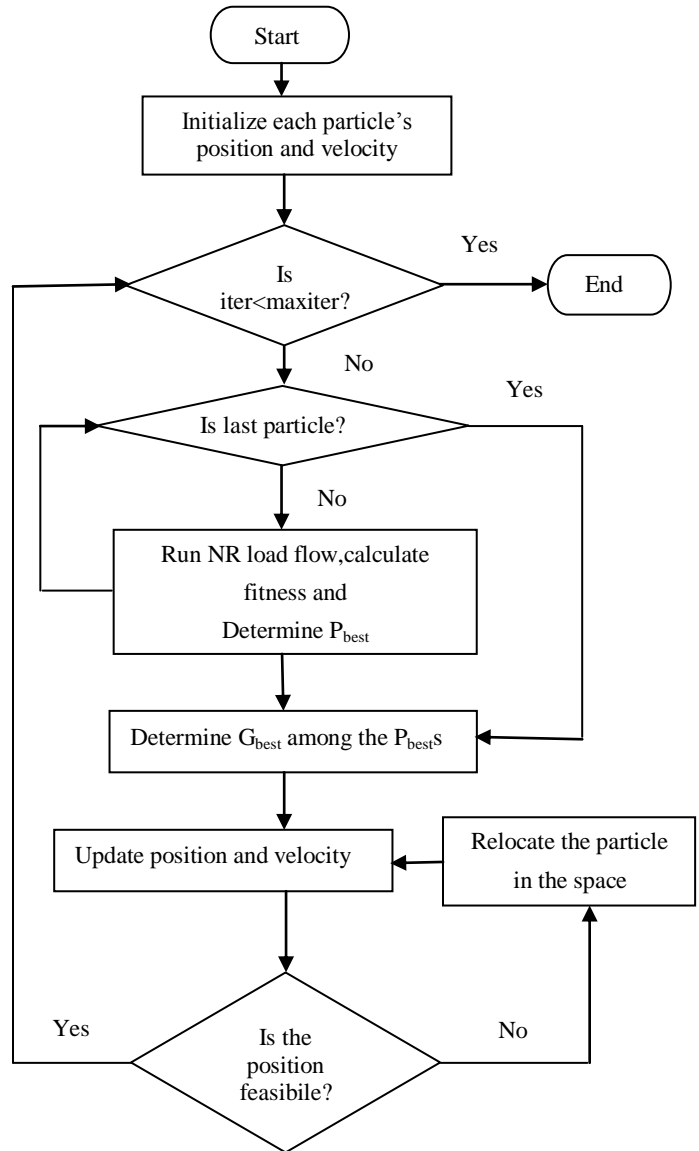 Start
Initialize each particle's
position and velocity
Is
iter<maxiter?
Yes
End
No
Is last particle?
Yes
No
Run NR load flow,calculate
fitness and
Determine Pbest
Determine Gbest among the Pbests
Update position and velocity
Relocate the particle
in the space
Yes
Is the
position
feasibile?
No